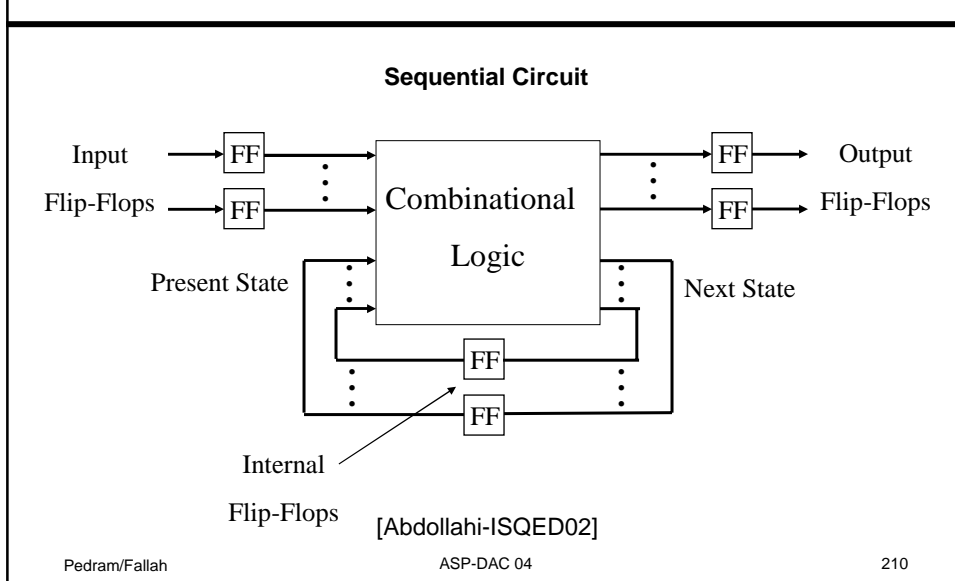 Sequential Circuit
Input
Flip-Flops
FF
FF
Combinational
Logic
FF
FF
Output
Flip-Flops
Present State
Next State
FF
FF
Internal
Flip-Flops
[Abdollahi-ISQED02]
Pedram/Fallah
ASP-DAC 04
210